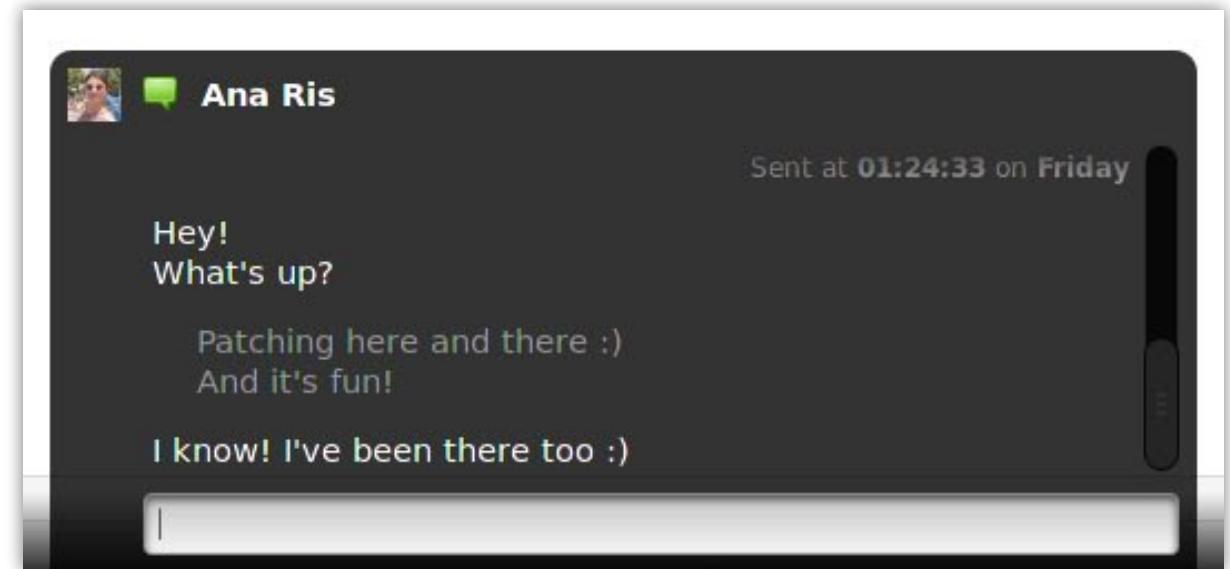 Ana Ris
Sent at 01:24:33 on Friday
Hey!
What's up?
Patching here and there :)
And it's fun!
I know! I've been there too :)